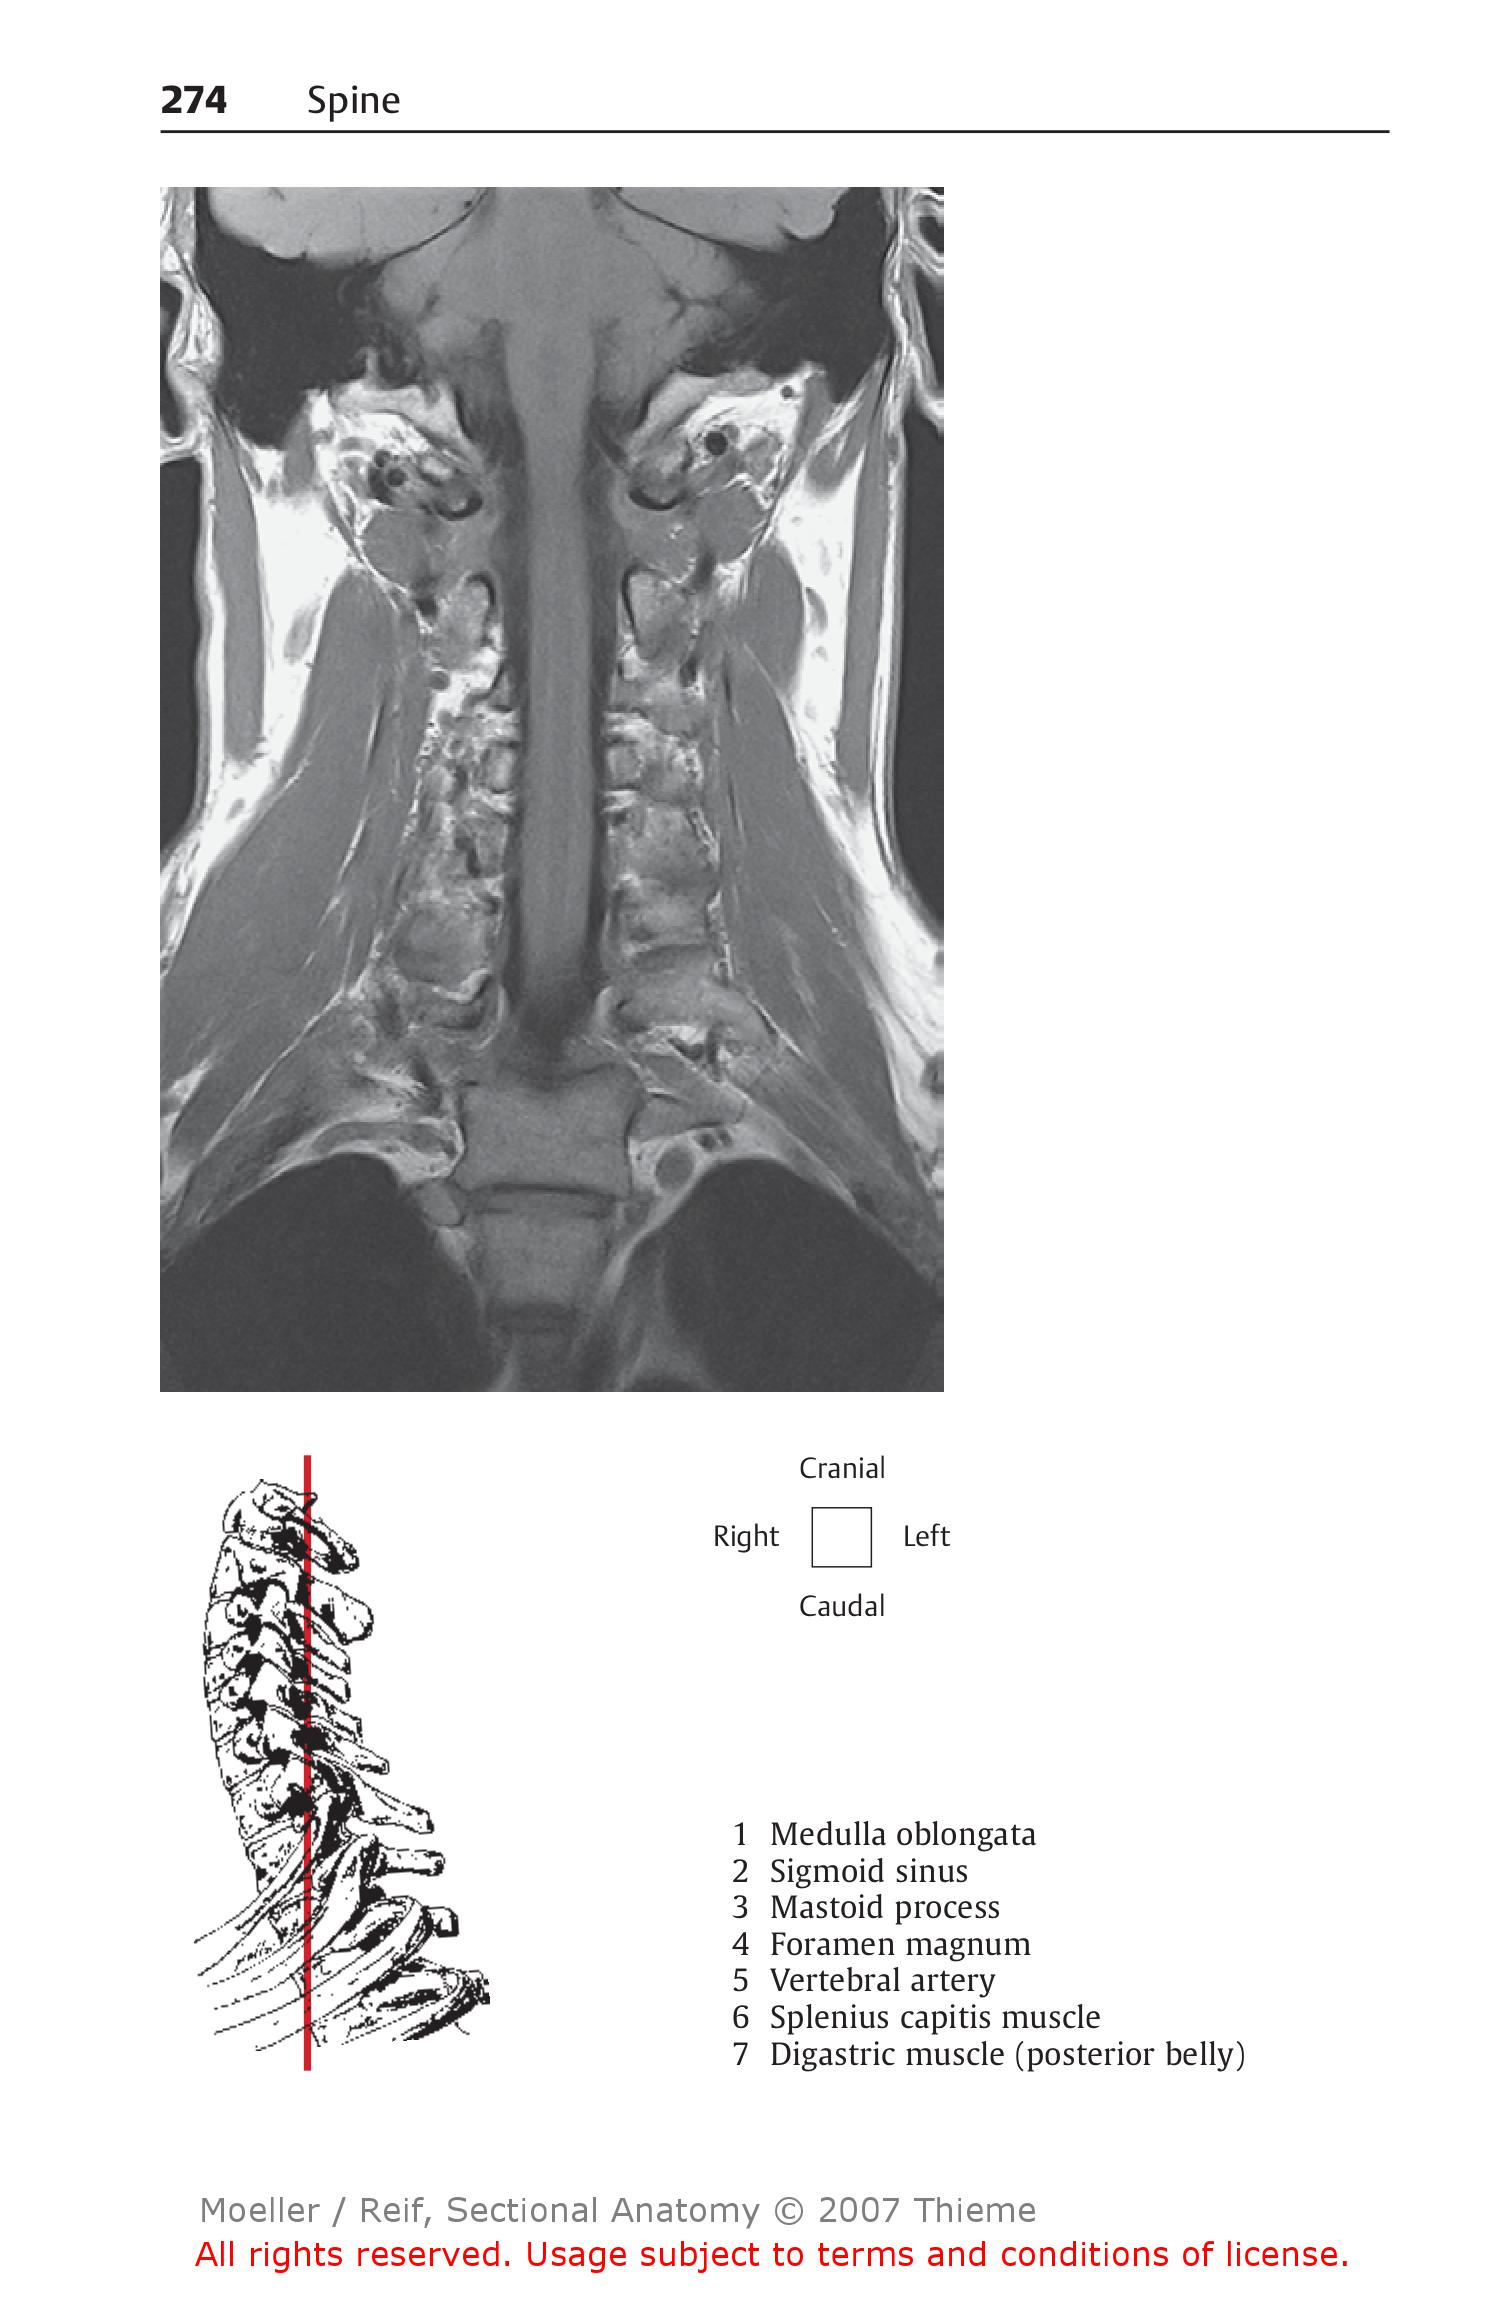 274 Spine
Cranial
Right Left
Caudal
1 Medulla oblongata
2 Sigmoid sinus
3 Mastoid process
4 Foramen magnum
5 Vertebral artery
6 Splenius capitis muscle
7 Digastric muscle (posterior belly)
Moeller / Reif, Sectional Anatomy © 2007 Thieme
All rights reserved. Usage subject to terms and conditions of license.